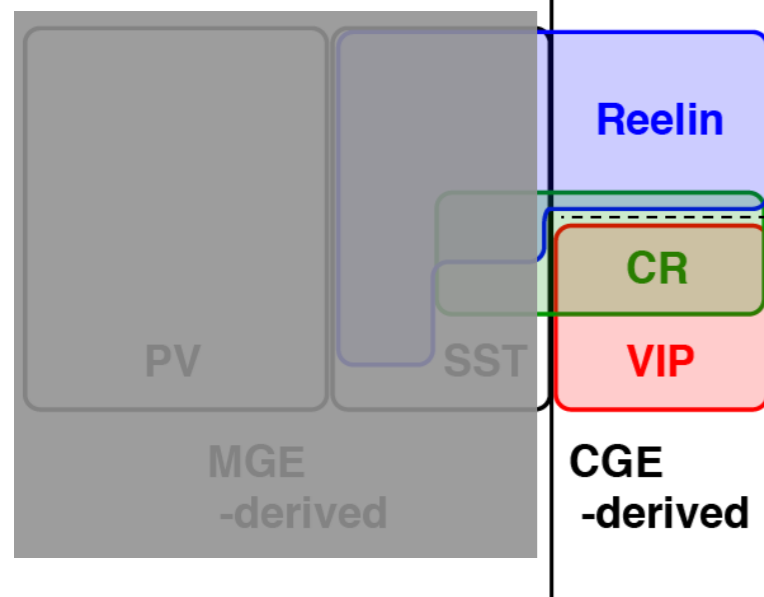 Reelin
CR
PV
SST
VIP
MGE
-derived
CGE
-derived